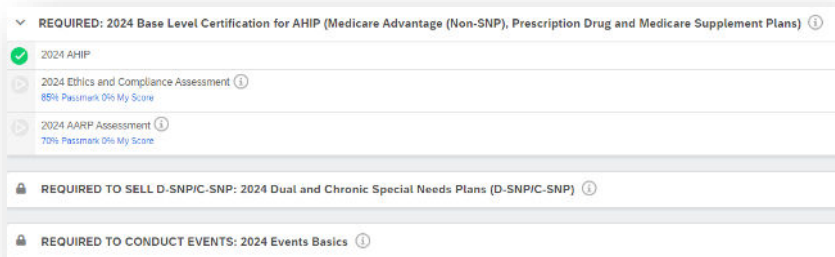 REQUIRED: 2024 Base Level Certification for AHIP (Medicare Advantage (Non-SNP), Prescription Drug and Medicare Supplement Plans)
2024 AHIP
2024 Ethics and Compliance Assessment
85% Passmark 0% My Score
2024 AARP Assessment
70% Passmark 0% My Score
REQUIRED TO SELL D-SNP/C-SNP: 2024 Dual and Chronic Special Needs Plans (D-SNP/C-SNP)
REQUIRED TO CONDUCT EVENTS: 2024 Events Basics